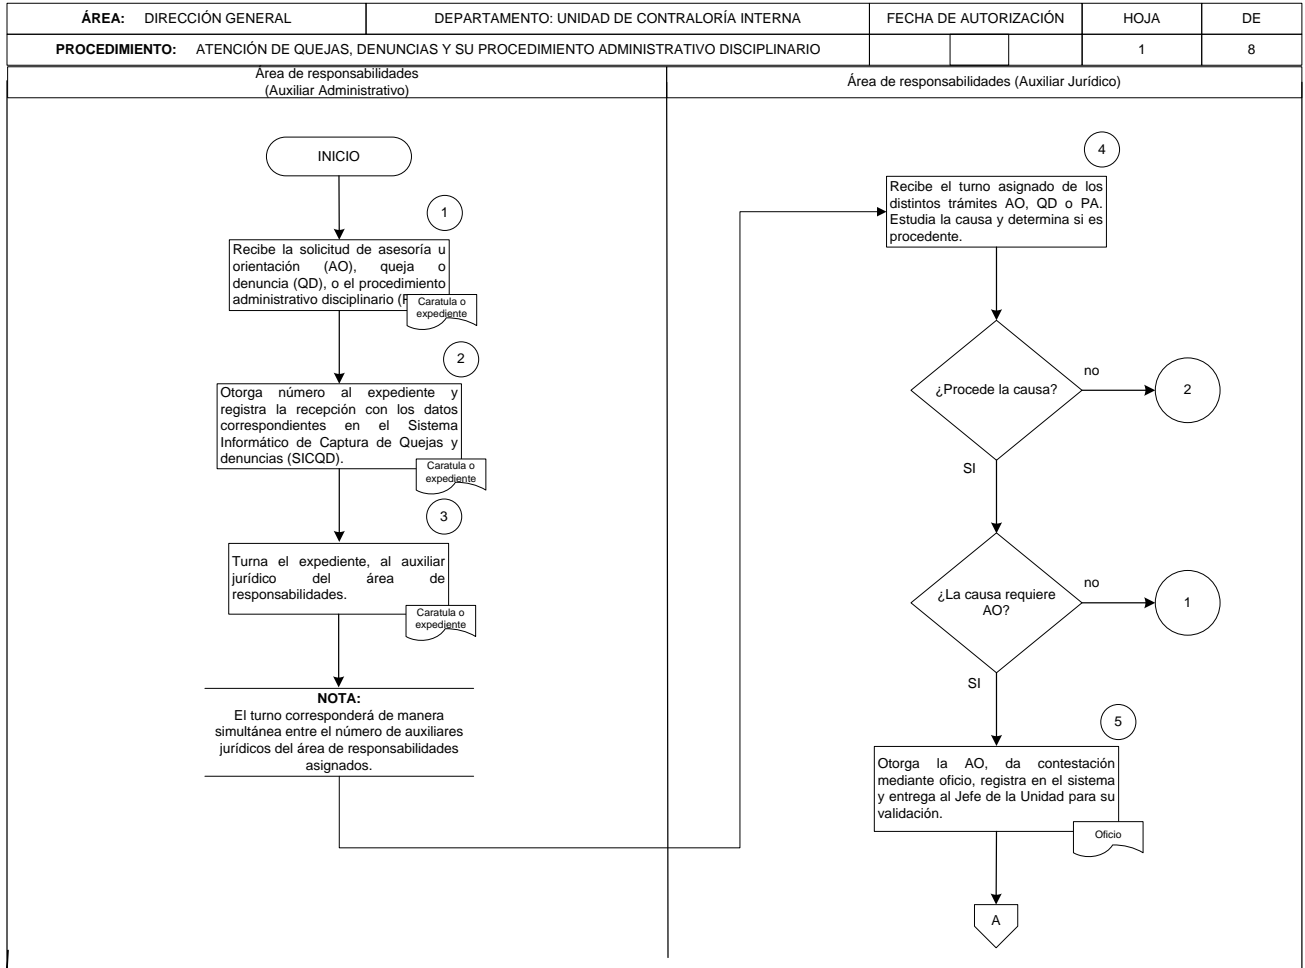 ÁREA: DIRECCIÓN GENERAL
DEPARTAMENTO: UNIDAD DE CONTRALORÍA INTERNA
FECHA DE AUTORIZACIÓN
HOJA
DE
PROCEDIMIENTO: ATENCIÓN DE QUEJAS, DENUNCIAS Y SU PROCEDIMIENTO ADMINISTRATIVO DISCIPLINARIO
1
8
Área de responsabilidades
(Auxiliar Administrativo)
Área de responsabilidades (Auxiliar Jurídico)
INICIO
1
Recibe la solicitud de asesoría u
orientación (AO), queja o
denuncia (QD), o el procedimiento
administrativo disciplinario
Caratula o
expediente
2
Otorga número al expediente y
registra la recepción con los datos
correspondientes en el Sistema
Informático de Captura de Quejas y
denuncias (SICQD).
Caratula o
expediente
3
Turna el expediente, al auxiliar
jurídico del área de
responsabilidades.
Caratula o
expediente
NOTA:
El turno corresponderá de manera
simultánea entre el número de auxiliares
jurídicos del área de responsabilidades
asignados.
4
Recibe el turno asignado de los
distintos trámites AO, QD o PA.
Estudia la causa y determina si es
procedente.
¿Procede la causa?
no
2
SI
¿La causa requiere
AO?
no
1
SI
5
Otorga la AO, da contestación
mediante oficio, registra en el sistema
y entrega al Jefe de la Unidad para su
validación.
Oficio
A